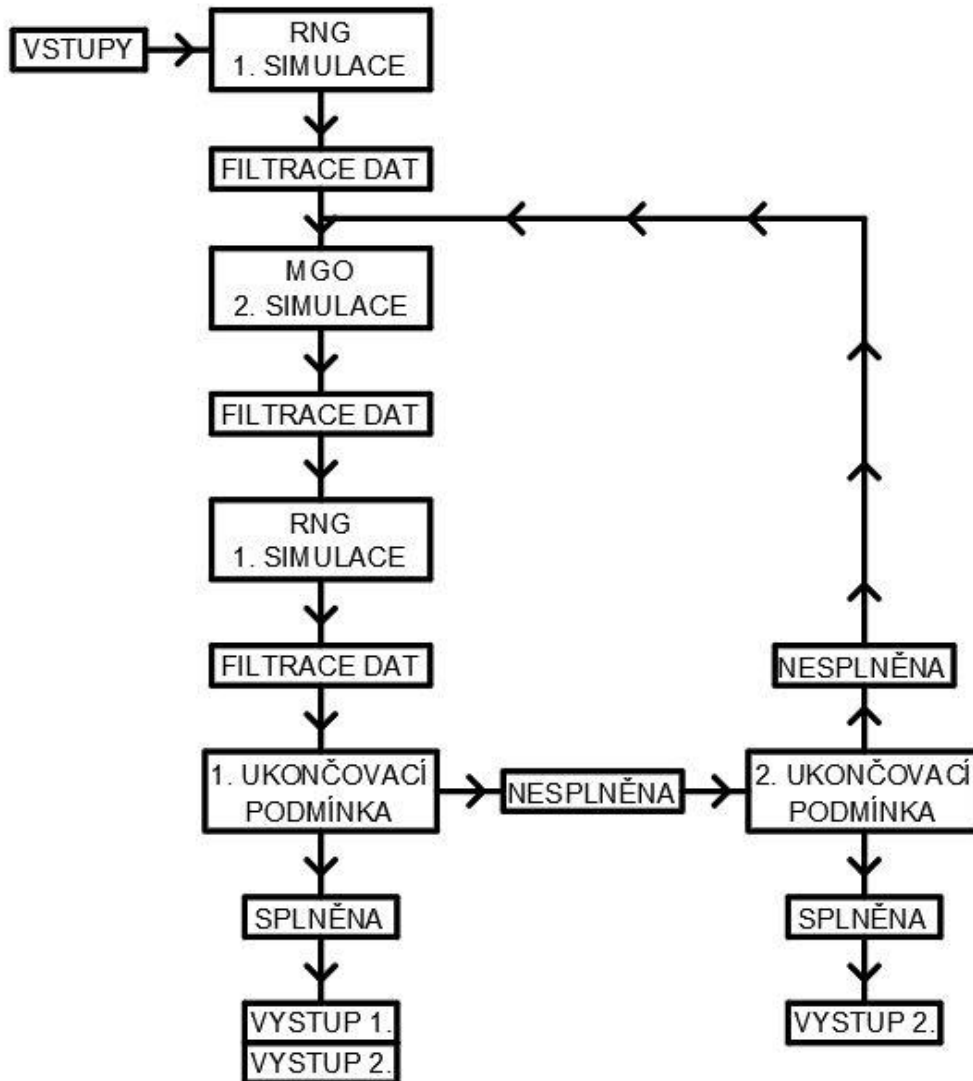 VSTUPY
RNG
1. SIMULACE
FILTRACE DAT
MGO
2. SIMULACE
FILTRACE DAT
RNG
1. SIMULACE
FILTRACE DAT
1. UKONČOVACÍ
PODMÍNKA
NESPLNĚNA
2. UKONČOVACÍ
PODMÍNKA
NESPLNĚNA
SPLNĚNA
VYSTUP 1.
VYSTUP 2.
SPLNĚNA
VYSTUP 2.